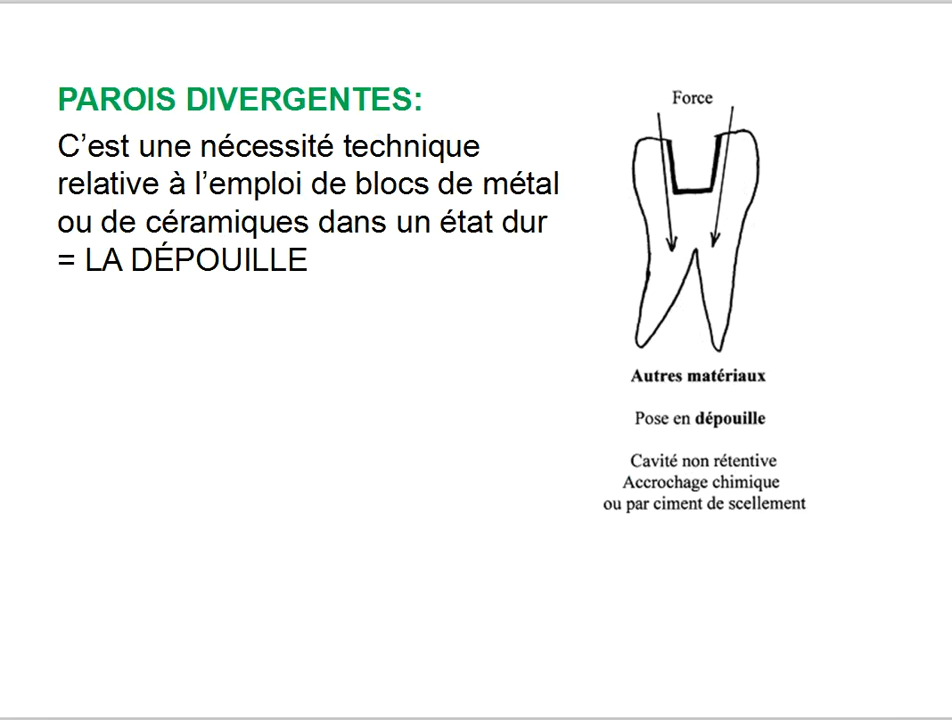 PAROIS DIVERGENTES:
C’est une nécessité technique
relative à l’emploi de blocs de métal
ou de céramiques dans un état dur
= LA DÉPOUILLE
Force
Autres matériaux
Pose en dépouille
Cavité non rétentive
Accrochage chimique
ou par ciment de scellement